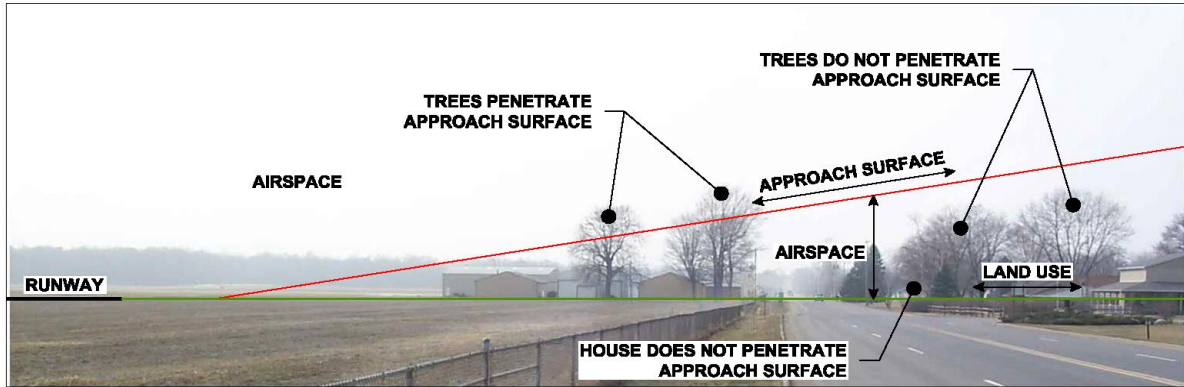 TREES DO NOT PENETRATE
APPROACH SURFACE
TREES PENETRATE
APPROACH SURFACE
APPROACH SURFACE
AIRSPACE
AIRSPACE
LAND USE
RUNWAY
HOUSE DOES NOT PENETRATE
APPROACH SURFACE